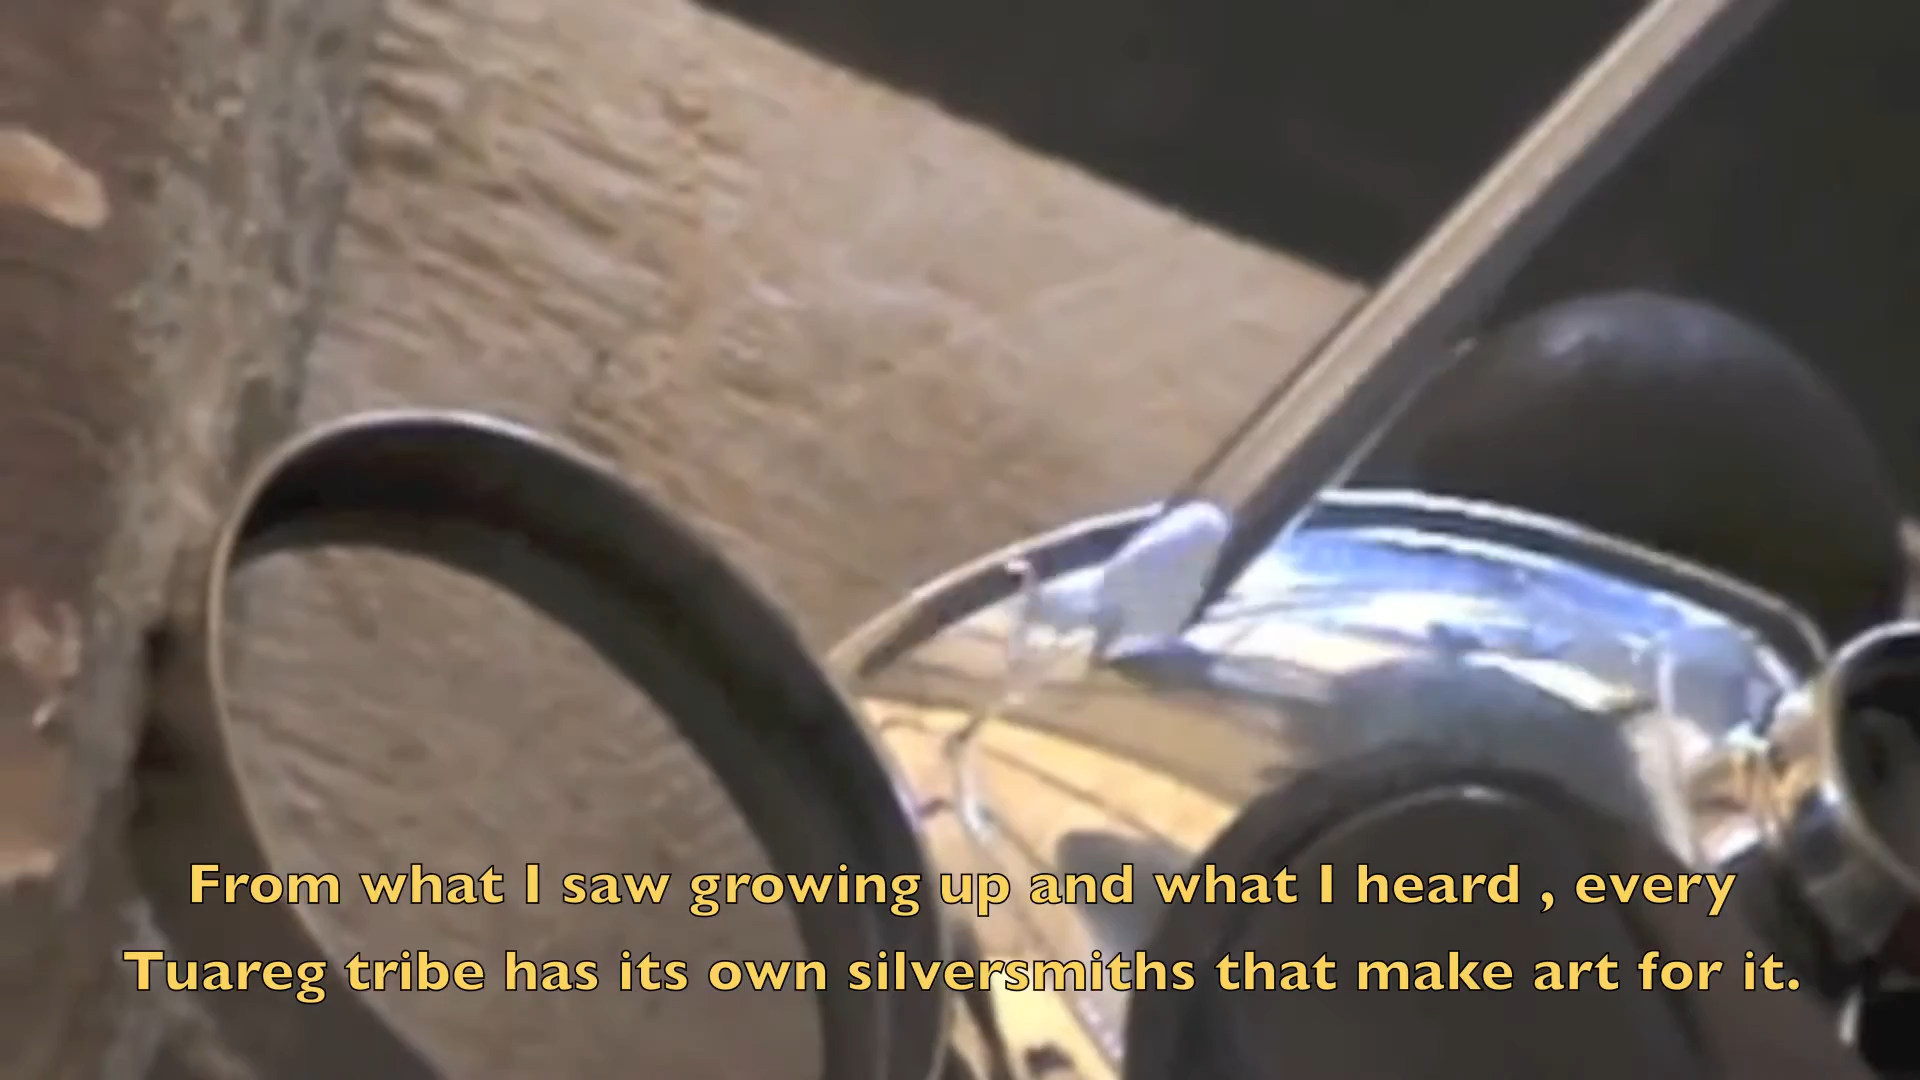 From what I saw growing up and what I heard , every
Tuareg tribe has its own silversmiths that make art for it.